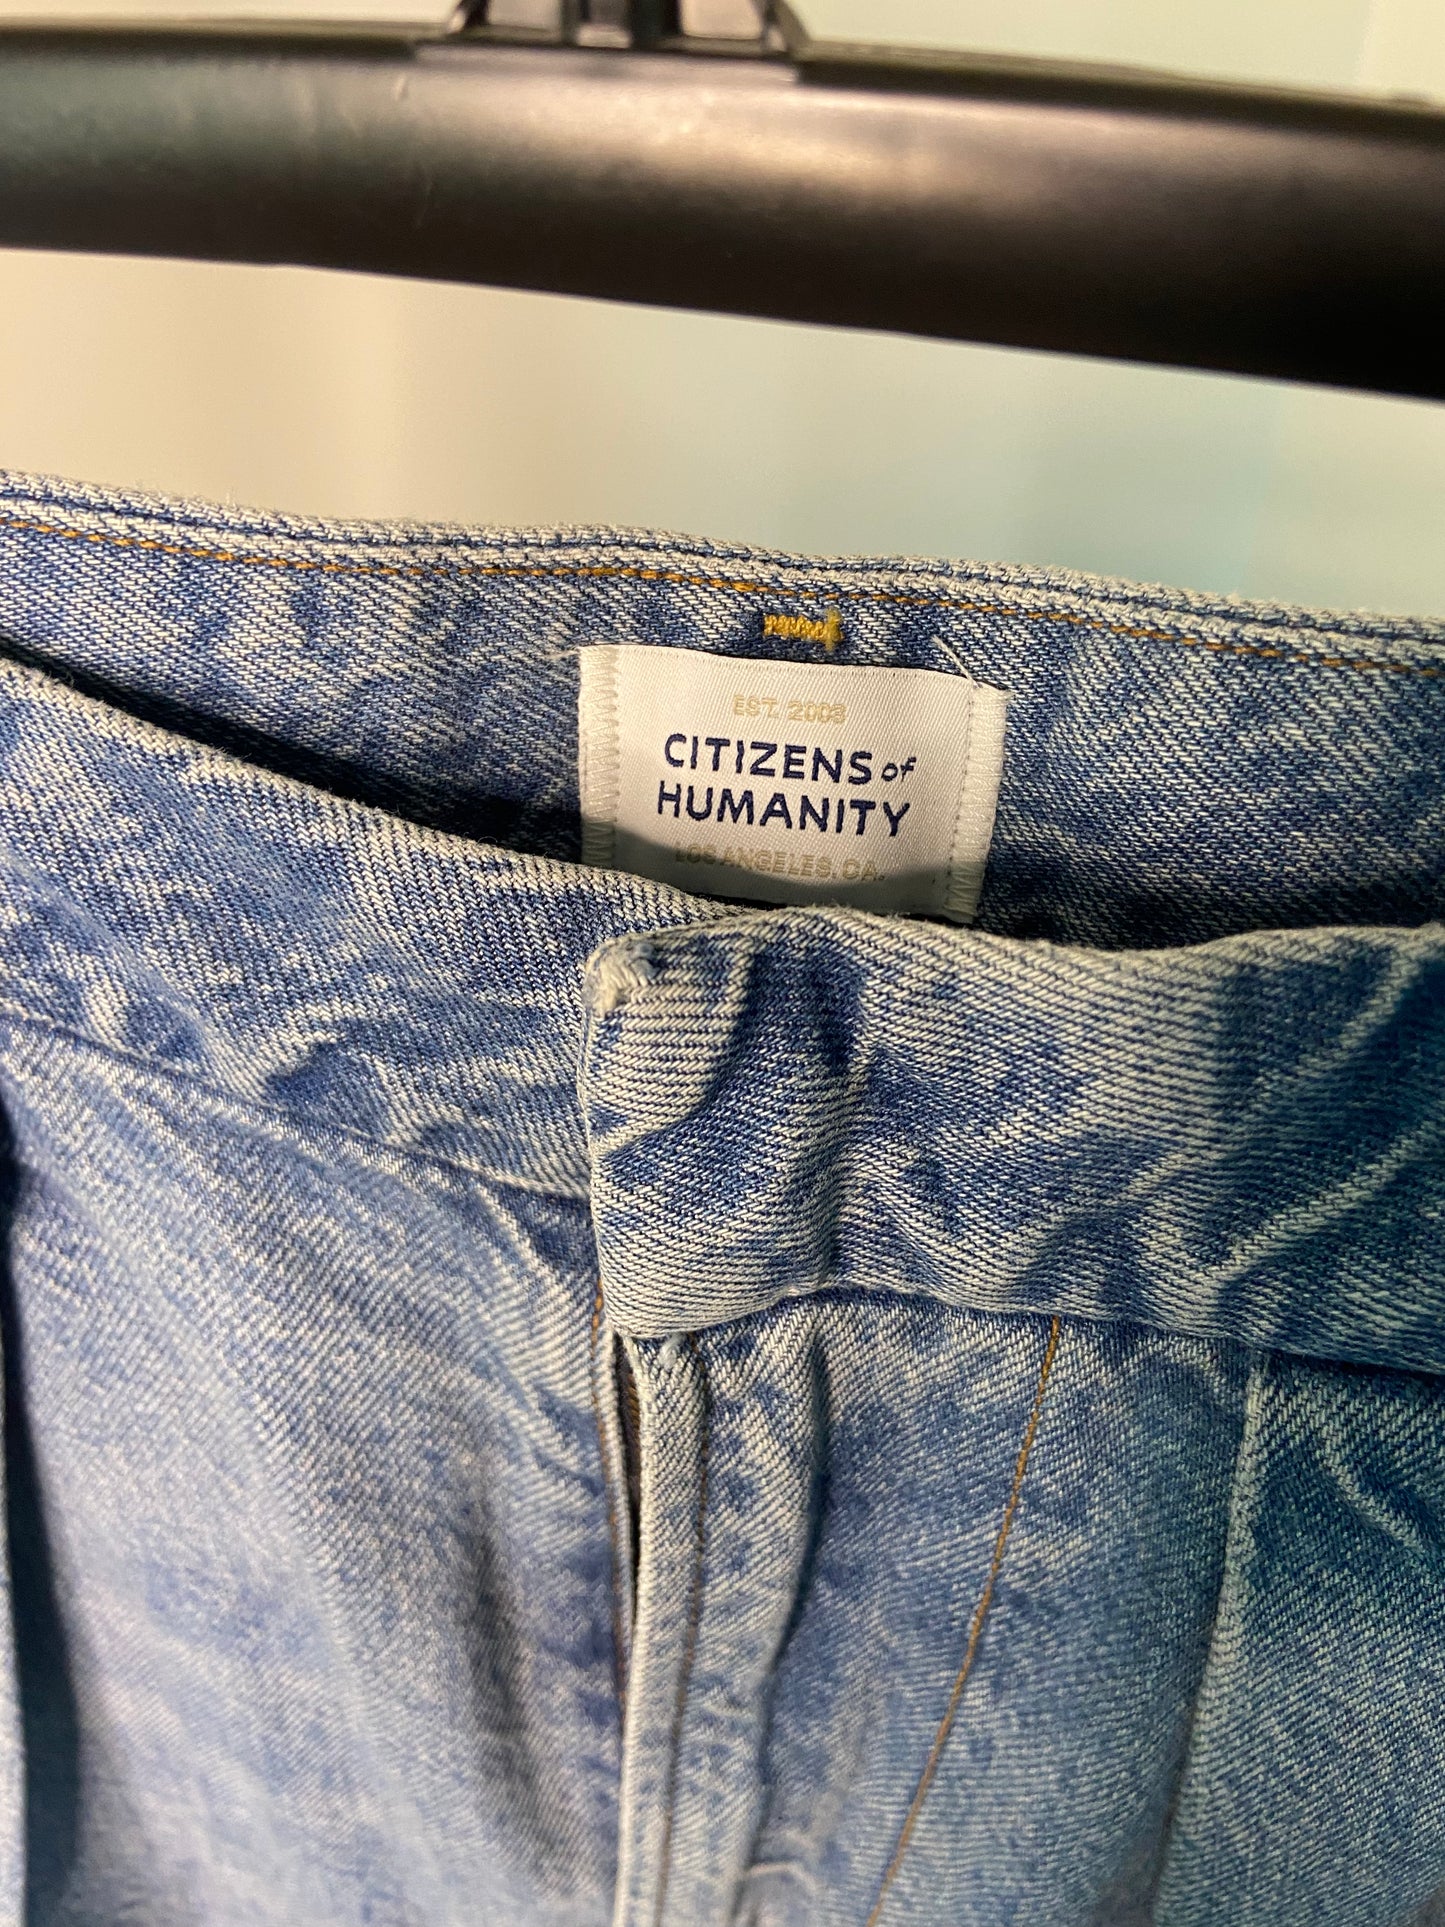 EST. 2003
CITIZENS of
HUMANITY
LOS ANGELES, CA.